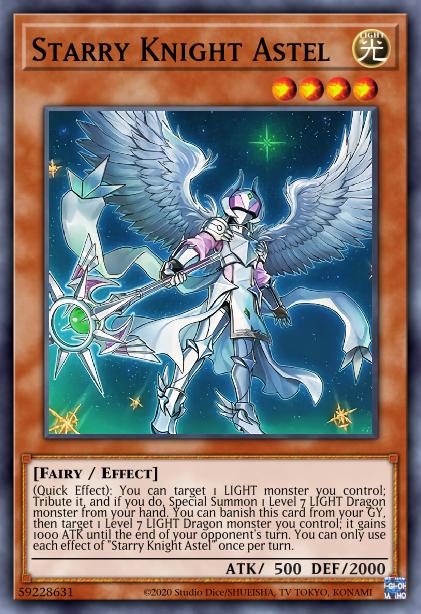 STARRY KNIGHT ASTEL
LIGHT
光
[FAIRY / EFFECT]
(Quick Effect): You can target 1 LIGHT monster you control;
Tribute it, and if you do, Special Summon 1 Level 7 LIGHT Dragon
monster from your hand. You can banish this card from your GY,
then target 1 Level 7 LIGHT Dragon monster you control; it gains
1000 ATK until the end of your opponent's turn. You can only use
each effect of "Starry Knight Astel" once per turn.
ATK/ 500 DEF/2000
59228631
©2020 Studio Dice/SHUEISHA, TV TOKYO, KONAMI